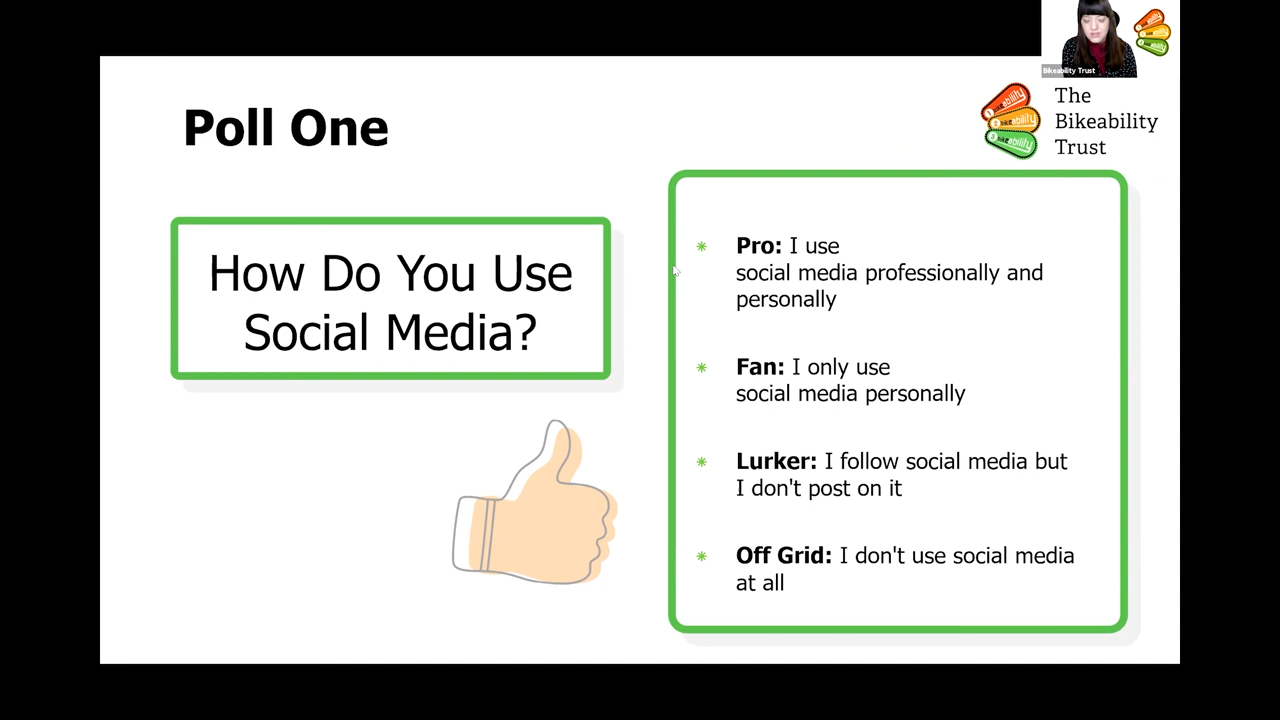 Bikeability Trust
The
Bikeability
Trust
Poll One
How Do You Use
Social Media?
Pro: I use
social media professionally and
personally
Fan: I only use
social media personally
Lurker: I follow social media but
I don't post on it
Off Grid: I don't use social media
at all